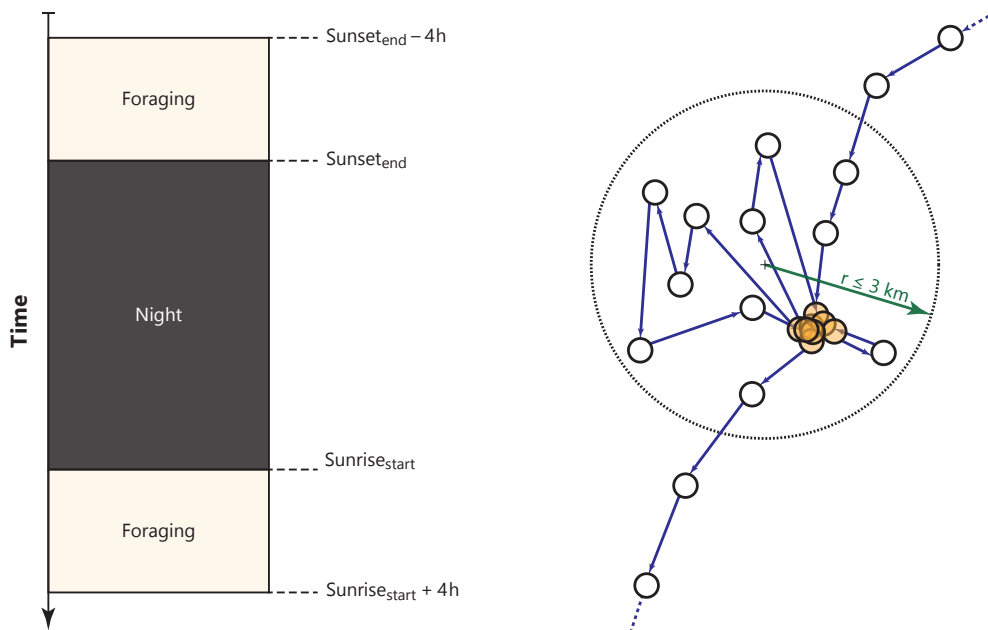 Sunset_end – 4h
Foraging
Sunset_end
Time
Night
Sunrise_start
Foraging
Sunrise_start + 4h
r ≤ 3 km